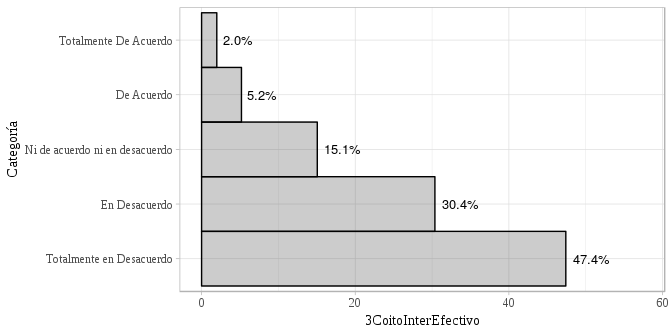 Totalmente De Acuerdo
2.0%
De Acuerdo
5.2%
Ni de acuerdo ni en desacuerdo
15.1%
En Desacuerdo
30.4%
Totalmente en Desacuerdo
47.4%
Categoría
0
20
40
60
3CoitoInterEfectivo